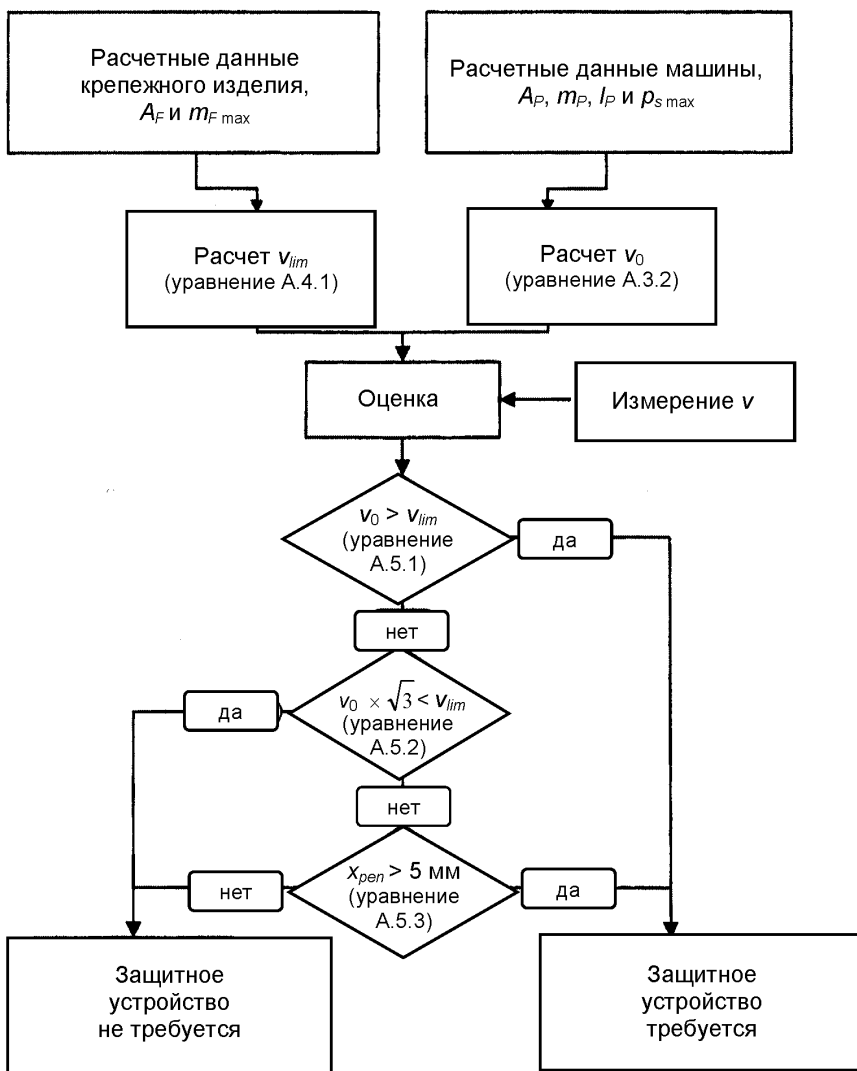 Расчетные данные
крепежного изделия,
A_F и m_F max
Расчетные данные машины,
A_P, m_P, l_P и p_s max
Расчет v_lim
(уравнение А.4.1)
Расчет v_0
(уравнение А.3.2)
Оценка
Измерение v
v_0 > v_lim
(уравнение
А.5.1)
да
нет
v_0 × √3 < v_lim
(уравнение
А.5.2)
да
нет
x_pen > 5 мм
(уравнение
А.5.3)
нет
да
Защитное
устройство
не требуется
Защитное
устройство
требуется